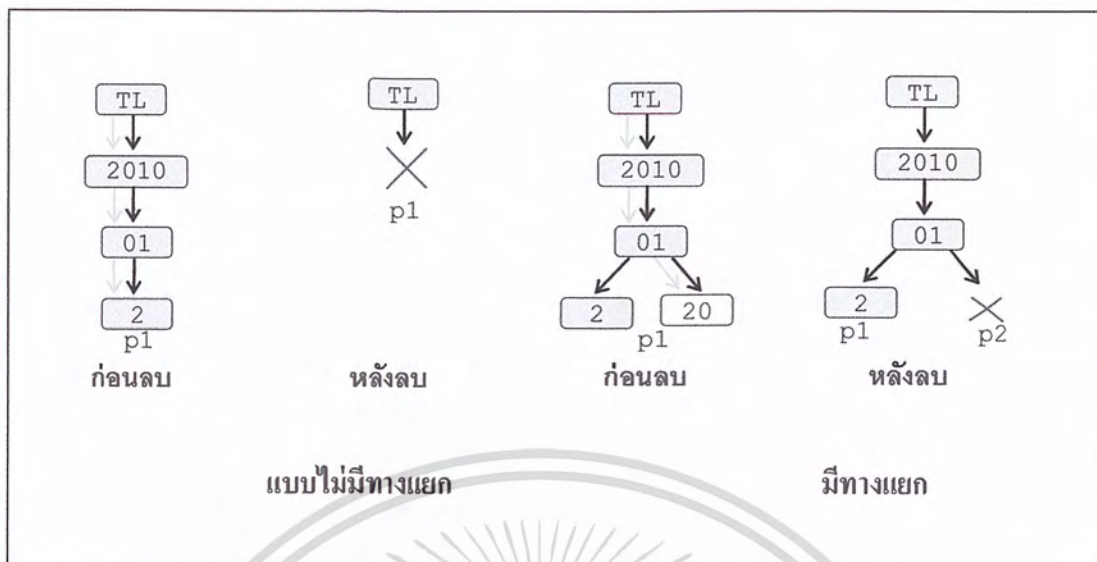 TL
2010
01
2
p1
ก่อนลบ
TL
p1
หลังลบ
TL
2010
01
2
20
p1
ก่อนลบ
TL
2010
01
2
p1
p2
หลังลบ
แบบไม่มีทางแยก
มีทางแยก